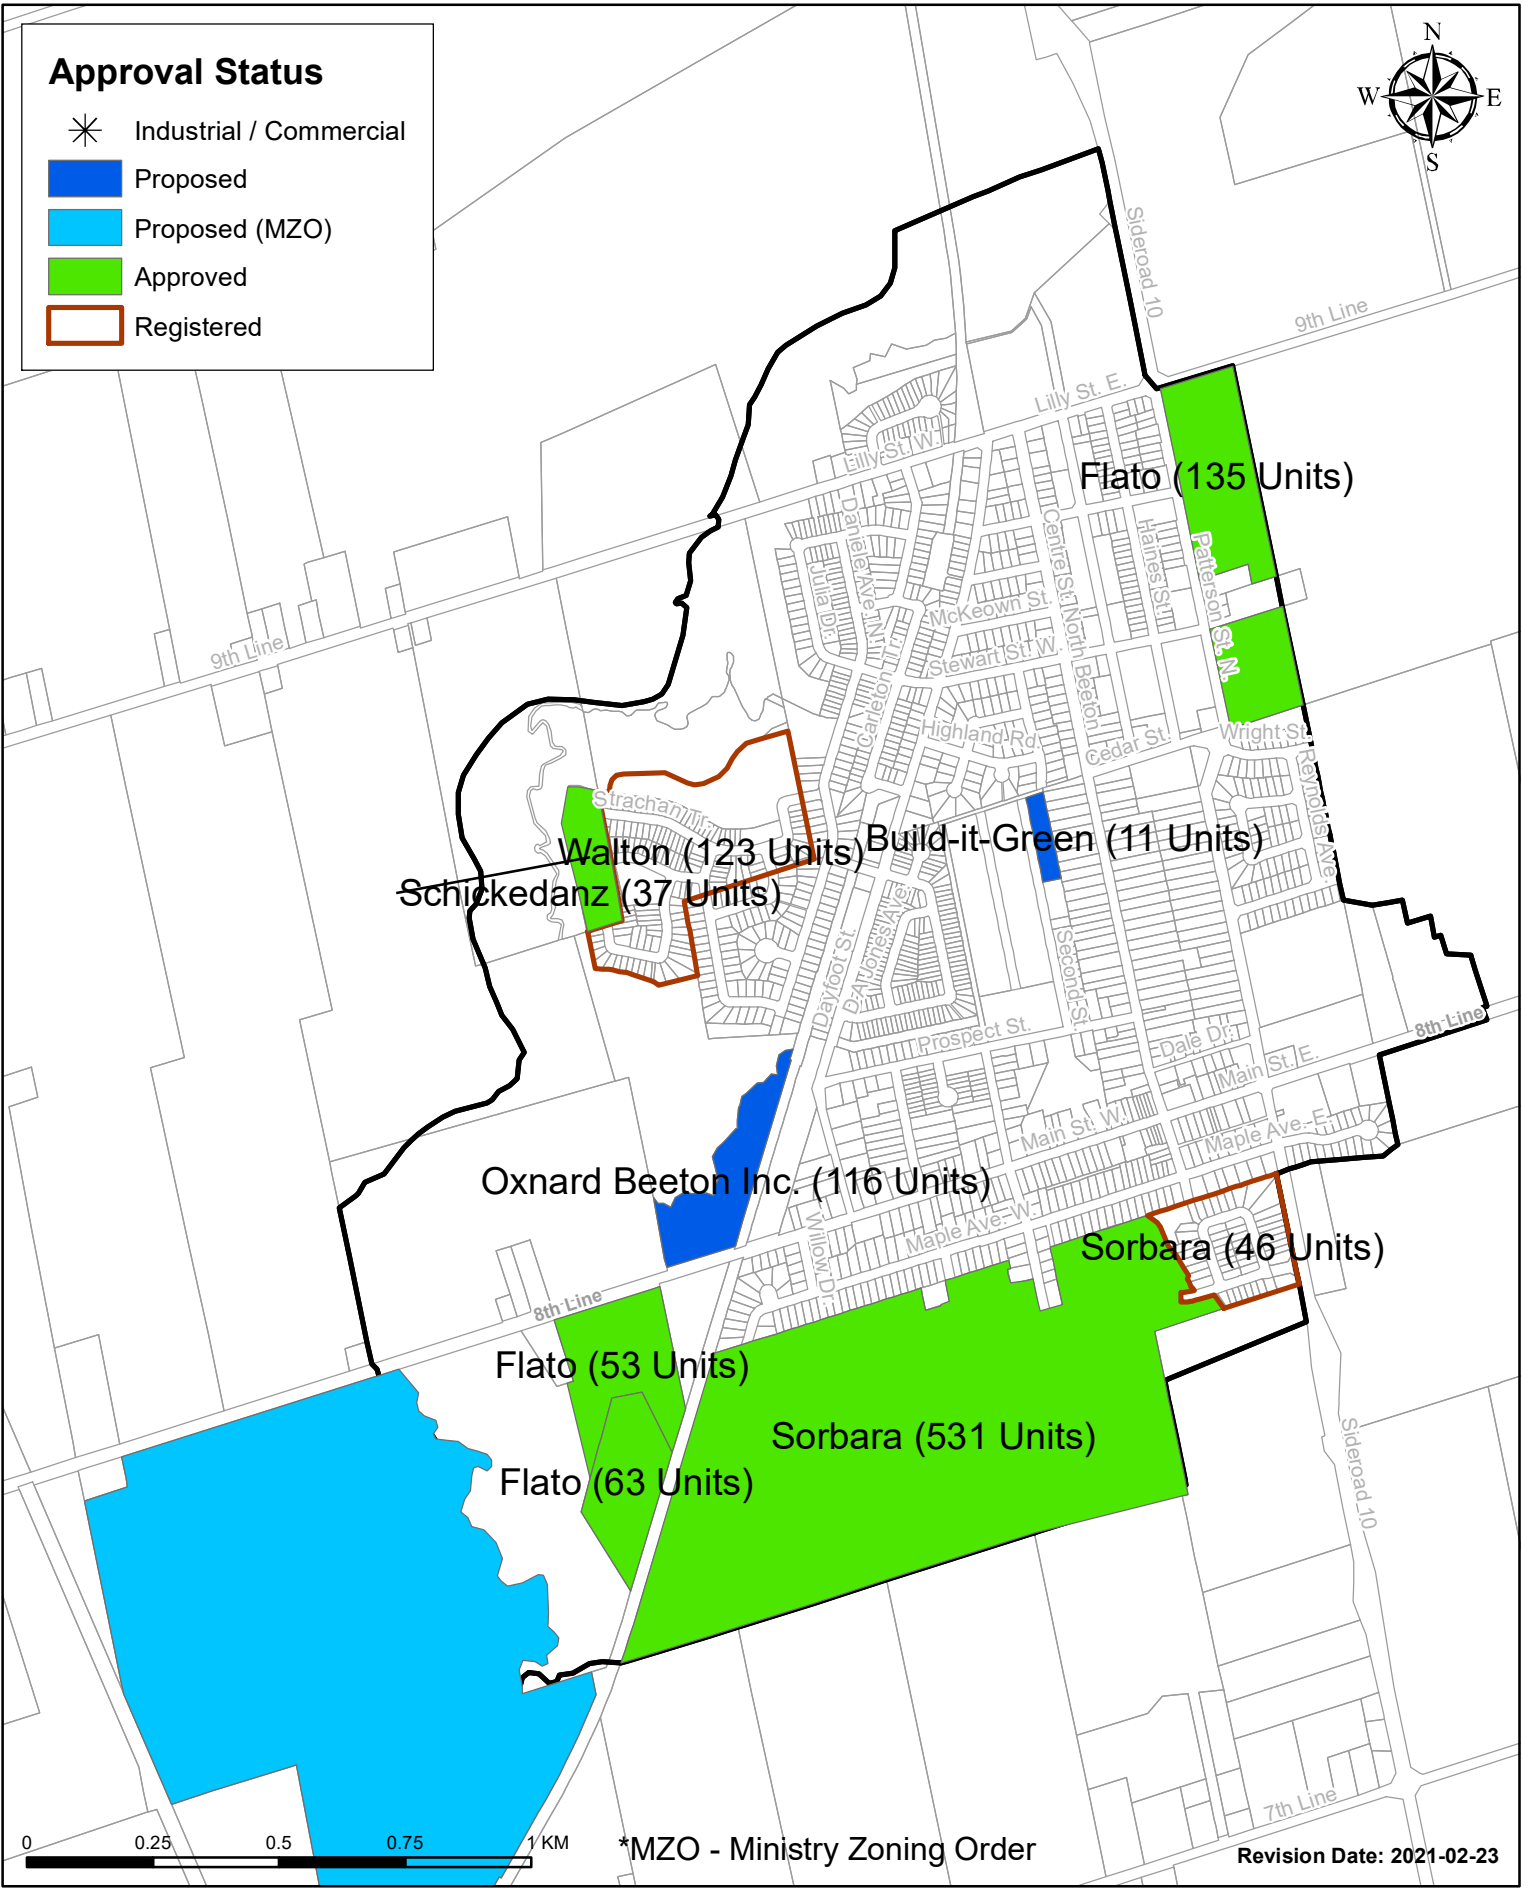 Approval Status
Industrial / Commercial
Proposed
Proposed (MZO)
Approved
Registered
N
W E
S
Sideroad 10
9th Line
Lilly St. E.
Lilly St. W.
Flato (135 Units)
Daniele Ave. N.
Julia Dr.
Centre St. North Beeton
Haines St.
Patterson St. N.
McKeown St.
Stewart St. W.
9th Line
Carleton Tr.
Highland Rd.
Cedar St.
Wright St.
Reynolds Ave.
Strachan Tr.
Walton (123 Units)
Build-it-Green (11 Units)
Schickedanz (37 Units)
Dayfoot St.
D.A. Jones Ave.
Second St.
Prospect St.
Dale Dr.
8th Line
Main St. E.
Main St. W.
Maple Ave. E.
Oxnard Beeton Inc. (116 Units)
Willow Dr.
Maple Ave. W.
Sorbara (46 Units)
8th Line
Flato (53 Units)
Sorbara (531 Units)
Flato (63 Units)
Sideroad 10
7th Line
0 0.25 0.5 0.75 1 KM
*MZO - Ministry Zoning Order
Revision Date: 2021-02-23